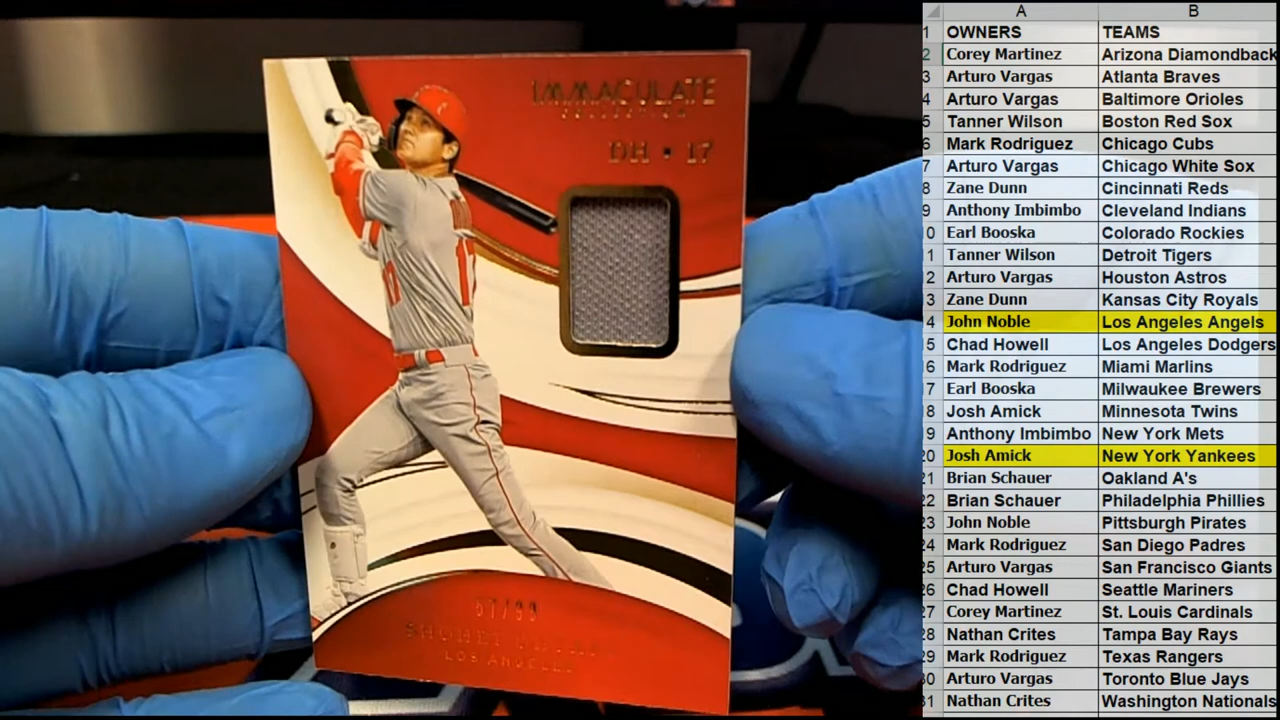 IMMACULATE
COLLECTION
DH • 17
17
57/99
SHOHEI OHTANI
LOS ANGELES
A B
1 OWNERS TEAMS
2 Corey Martinez Arizona Diamondback
3 Arturo Vargas Atlanta Braves
4 Arturo Vargas Baltimore Orioles
5 Tanner Wilson Boston Red Sox
6 Mark Rodriguez Chicago Cubs
7 Arturo Vargas Chicago White Sox
8 Zane Dunn Cincinnati Reds
9 Anthony Imbimbo Cleveland Indians
0 Earl Booska Colorado Rockies
1 Tanner Wilson Detroit Tigers
2 Arturo Vargas Houston Astros
3 Zane Dunn Kansas City Royals
4 John Noble Los Angeles Angels
5 Chad Howell Los Angeles Dodgers
6 Mark Rodriguez Miami Marlins
7 Earl Booska Milwaukee Brewers
8 Josh Amick Minnesota Twins
9 Anthony Imbimbo New York Mets
20 Josh Amick New York Yankees
21 Brian Schauer Oakland A's
22 Brian Schauer Philadelphia Phillies
23 John Noble Pittsburgh Pirates
24 Mark Rodriguez San Diego Padres
25 Arturo Vargas San Francisco Giants
26 Chad Howell Seattle Mariners
27 Corey Martinez St. Louis Cardinals
28 Nathan Crites Tampa Bay Rays
29 Mark Rodriguez Texas Rangers
30 Arturo Vargas Toronto Blue Jays
31 Nathan Crites Washington Nationals